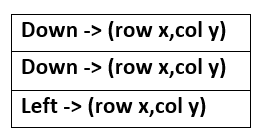 Down -> (row x,col y)
Down -> (row x,col y)
Left -> (row x,col y)